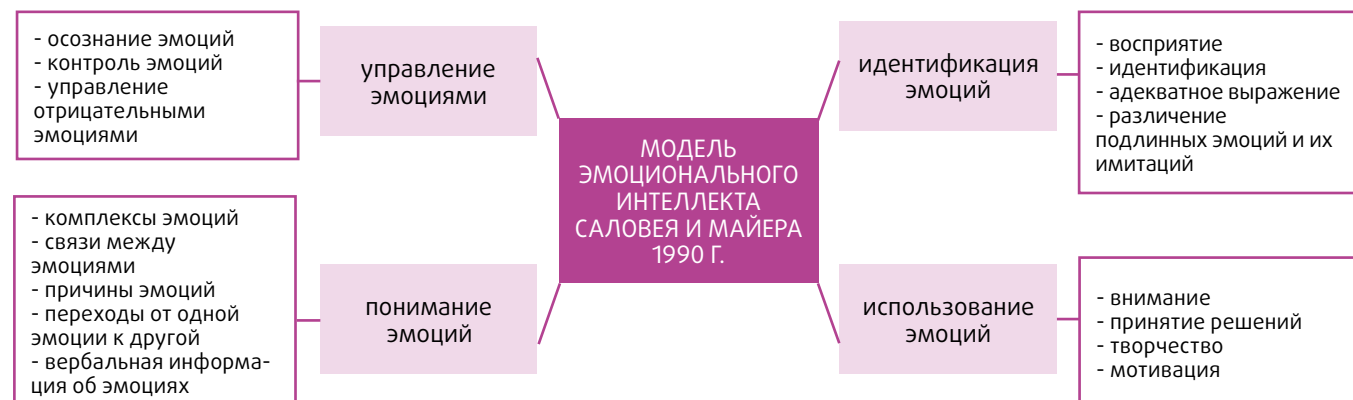 - осознание эмоций
- контроль эмоций
- управление
отрицательными
эмоциями
управление
эмоциями
МОДЕЛЬ
ЭМОЦИОНАЛЬНОГО
ИНТЕЛЛЕКТА
САЛОВЕЯ И МАЙЕРА
1990 Г.
идентификация
эмоций
- восприятие
- идентификация
- адекватное выражение
- различение
подлинных эмоций и их
имитаций
- комплексы эмоций
- связи между
эмоциями
- причины эмоций
- переходы от одной
эмоции к другой
- вербальная информа-
ция об эмоциях
понимание
эмоций
использование
эмоций
- внимание
- принятие решений
- творчество
- мотивация